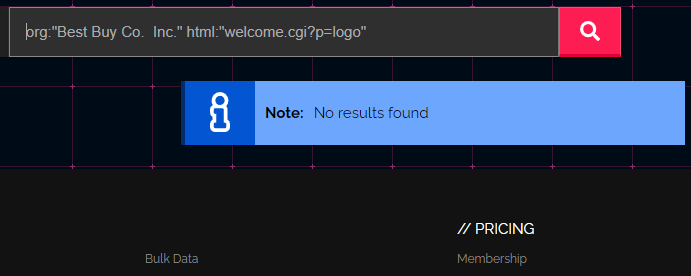 org:"Best Buy Co.  Inc." html:"welcome.cgi?p=logo"
Note: No results found
// PRICING
Bulk Data Membership